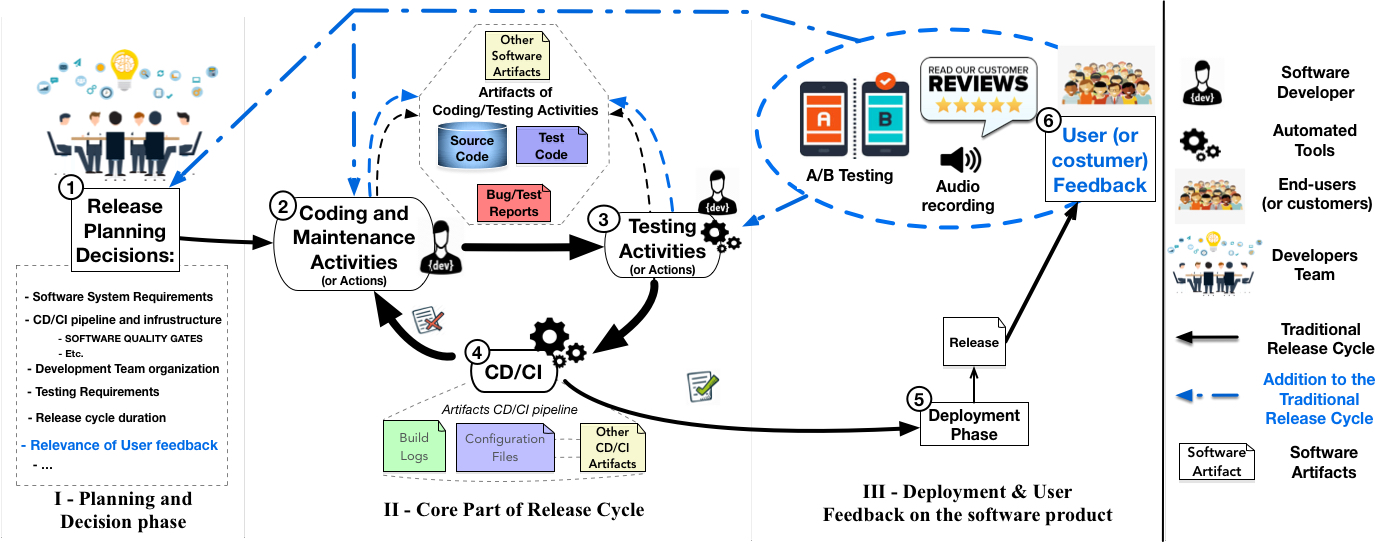 1
Release
Planning
Decisions:
- Software System Requirements
- CD/CI pipeline and infrustructure
- SOFTWARE QUALITY GATES
- Etc.
- Development Team organization
- Testing Requirements
- Release cycle duration
- Relevance of User feedback
- ...
I - Planning and
Decision phase
Other
Software
Artifacts
Artifacts of
Coding/Testing Activities
Source
Code
Test
Code
Bug/Test
Reports
2
Coding and
Maintenance
Activities
(or Actions)
{dev}
3
Testing
Activities
(or Actions)
{dev}
4
CD/CI
Artifacts CD/CI pipeline
Build
Logs
Configuration
Files
Other
CD/CI
Artifacts
II - Core Part of Release Cycle
A
B
A/B Testing
READ OUR CUSTOMER
REVIEWS
Audio
recording
6
User (or
costumer)
Feedback
Release
5
Deployment
Phase
III - Deployment & User
Feedback on the software product
{dev}
Software
Developer
Automated
Tools
End-users
(or customers)
Developers
Team
Traditional
Release Cycle
Addition to the
Traditional
Release Cycle
Software
Artifact
Software
Artifacts